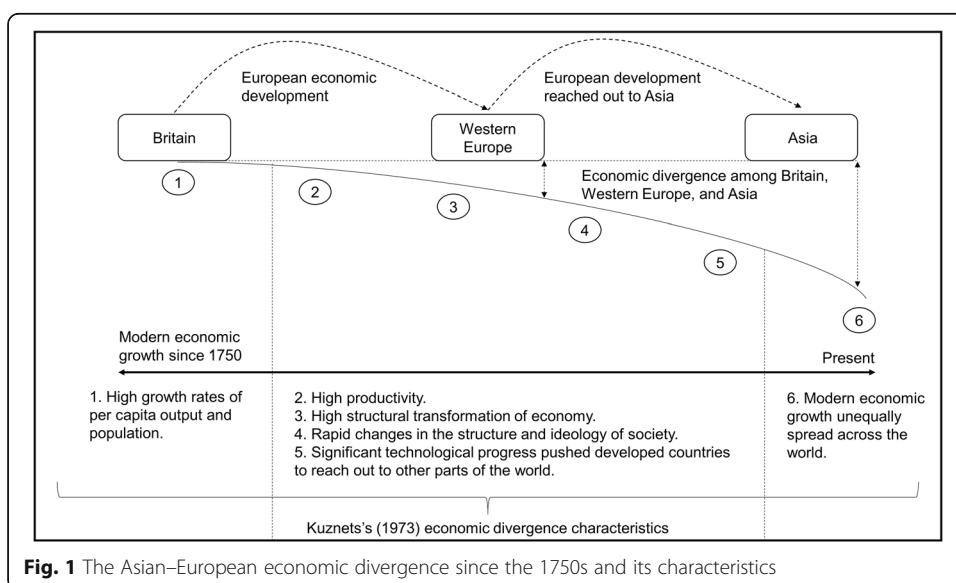 European economic
development
European development
reached out to Asia
Britain
Western
Europe
Asia
Economic divergence among Britain,
Western Europe, and Asia
1
2
3
4
5
6
Modern economic
growth since 1750
Present
1. High growth rates of
per capita output and
population.
2. High productivity.
3. High structural transformation of economy.
4. Rapid changes in the structure and ideology of society.
5. Significant technological progress pushed developed countries
to reach out to other parts of the world.
6. Modern economic
growth unequally
spread across the
world.
Kuznets's (1973) economic divergence characteristics
Fig. 1 The Asian–European economic divergence since the 1750s and its characteristics